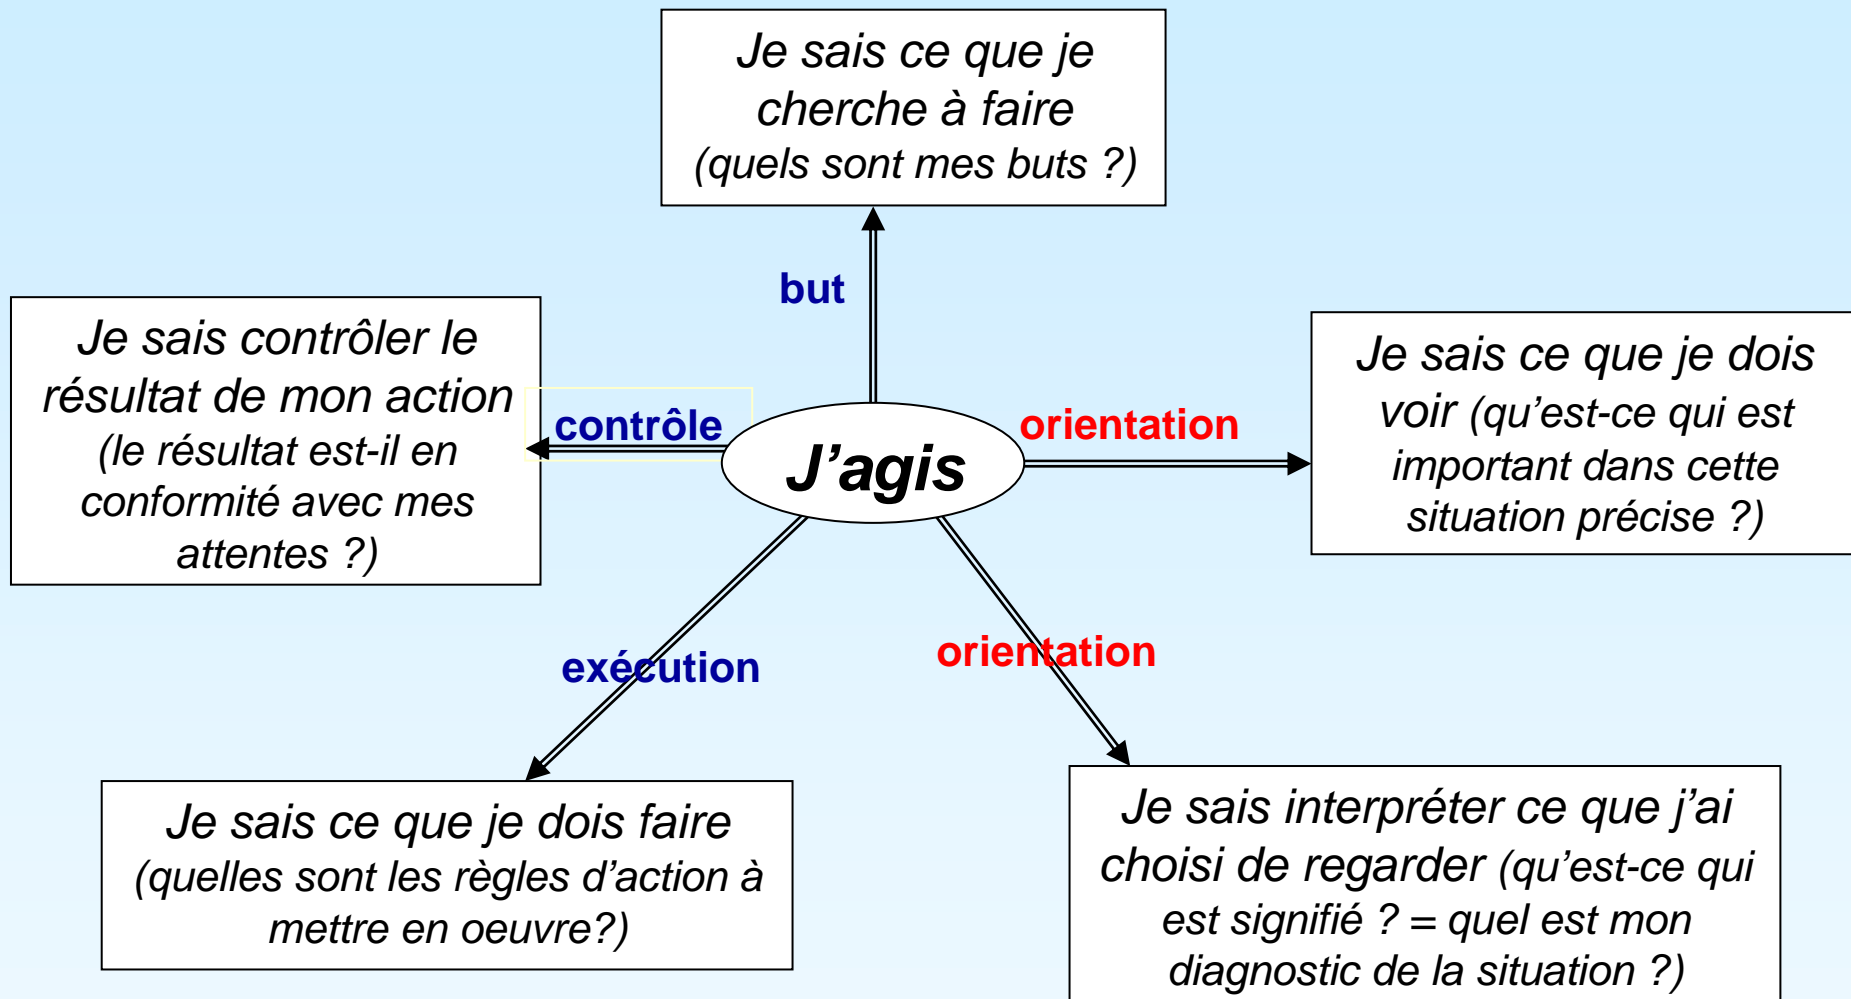 Je sais ce que je
cherche à faire
(quels sont mes buts ?)
but
Je sais contrôler le
résultat de mon action
(le résultat est-il en
conformité avec mes
attentes ?)
contrôle
J’agis
orientation
Je sais ce que je dois
voir (qu’est-ce qui est
important dans cette
situation précise ?)
exécution
orientation
Je sais ce que je dois faire
(quelles sont les règles d’action à
mettre en oeuvre?)
Je sais interpréter ce que j’ai
choisi de regarder (qu’est-ce qui
est signifié ? = quel est mon
diagnostic de la situation ?)